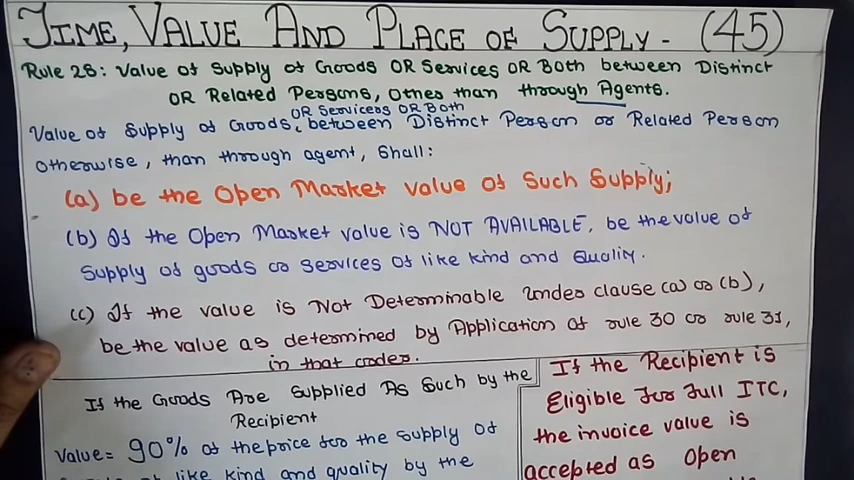 TIME, VALUE AND PLACE OF SUPPLY - (45)
Rule 28: Value of Supply of Goods OR Services OR Both between Distinct
OR Related Persons, Other than through Agents.
OR Services OR Both
Value of Supply of Goods, between Distinct Person or Related Person
otherwise, than through agent, Shall:
(a) be the Open Market value of Such Supply;
(b) If the Open Market value is NOT AVAILABLE, be the value of
Supply of goods or services of like kind and Quality.
(c) If the value is Not Determinable under clause (a) or (b),
be the value as determined by Application of rule 30 or rule 31,
in that order.
If the Goods Are Supplied As Such by the
Recipient
Value = 90% of the price for the supply of
of like kind and quality by the
If the Recipient is
Eligible for full ITC,
the invoice value is
accepted as Open